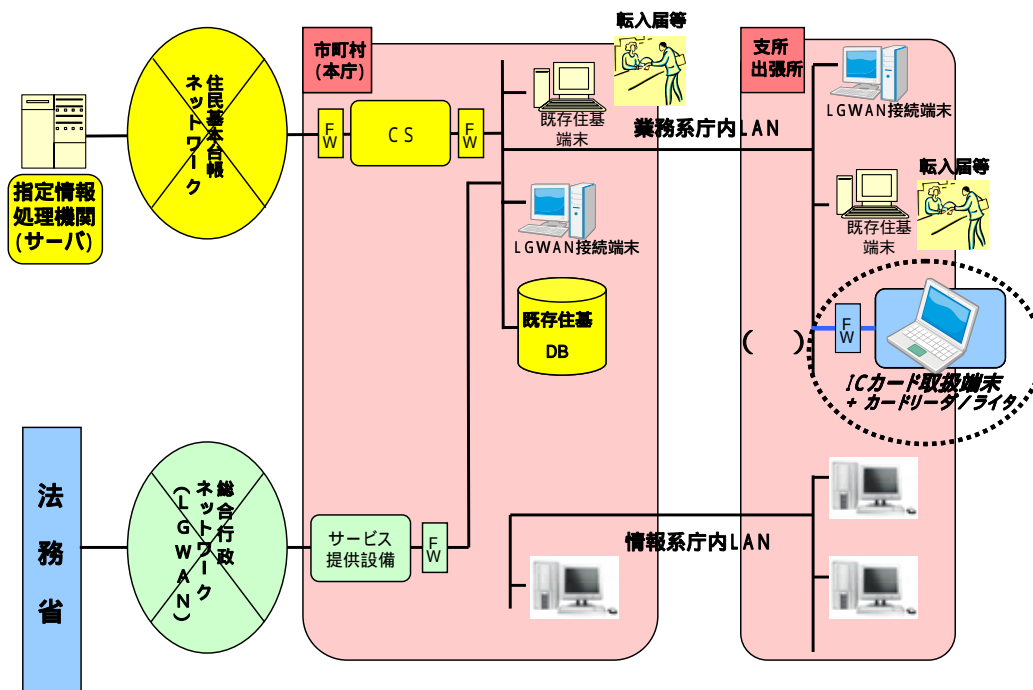 指定情報
処理機関
(サーバ)
住民基本台帳
ネットワーク
市町村
(本庁)
FW
CS
FW
転入届等
既存住基
端末
業務系庁内LAN
LGWAN接続端末
既存住基
DB
支所
出張所
LGWAN接続端末
転入届等
既存住基
端末
(　)
FW
ICカード取扱端末
+ カードリーダ/ライタ
法務省
総合行政
ネットワーク
(LGWAN)
サービス
提供設備
FW
情報系庁内LAN